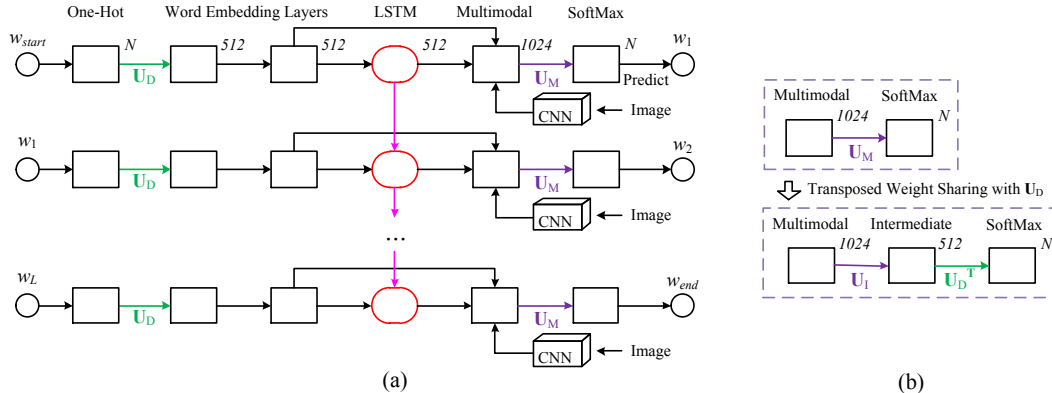 One-Hot Word Embedding Layers LSTM Multimodal SoftMax
w_start N 512 512 512 1024 N w_1
U_D U_M Predict
CNN Image
w_1 w_2
U_D U_M
CNN Image
...
w_L w_end
U_D U_M
CNN Image
(a)
Multimodal SoftMax
1024 N
U_M
Transposed Weight Sharing with U_D
Multimodal Intermediate SoftMax
1024 512 N
U_I U_D^T
(b)